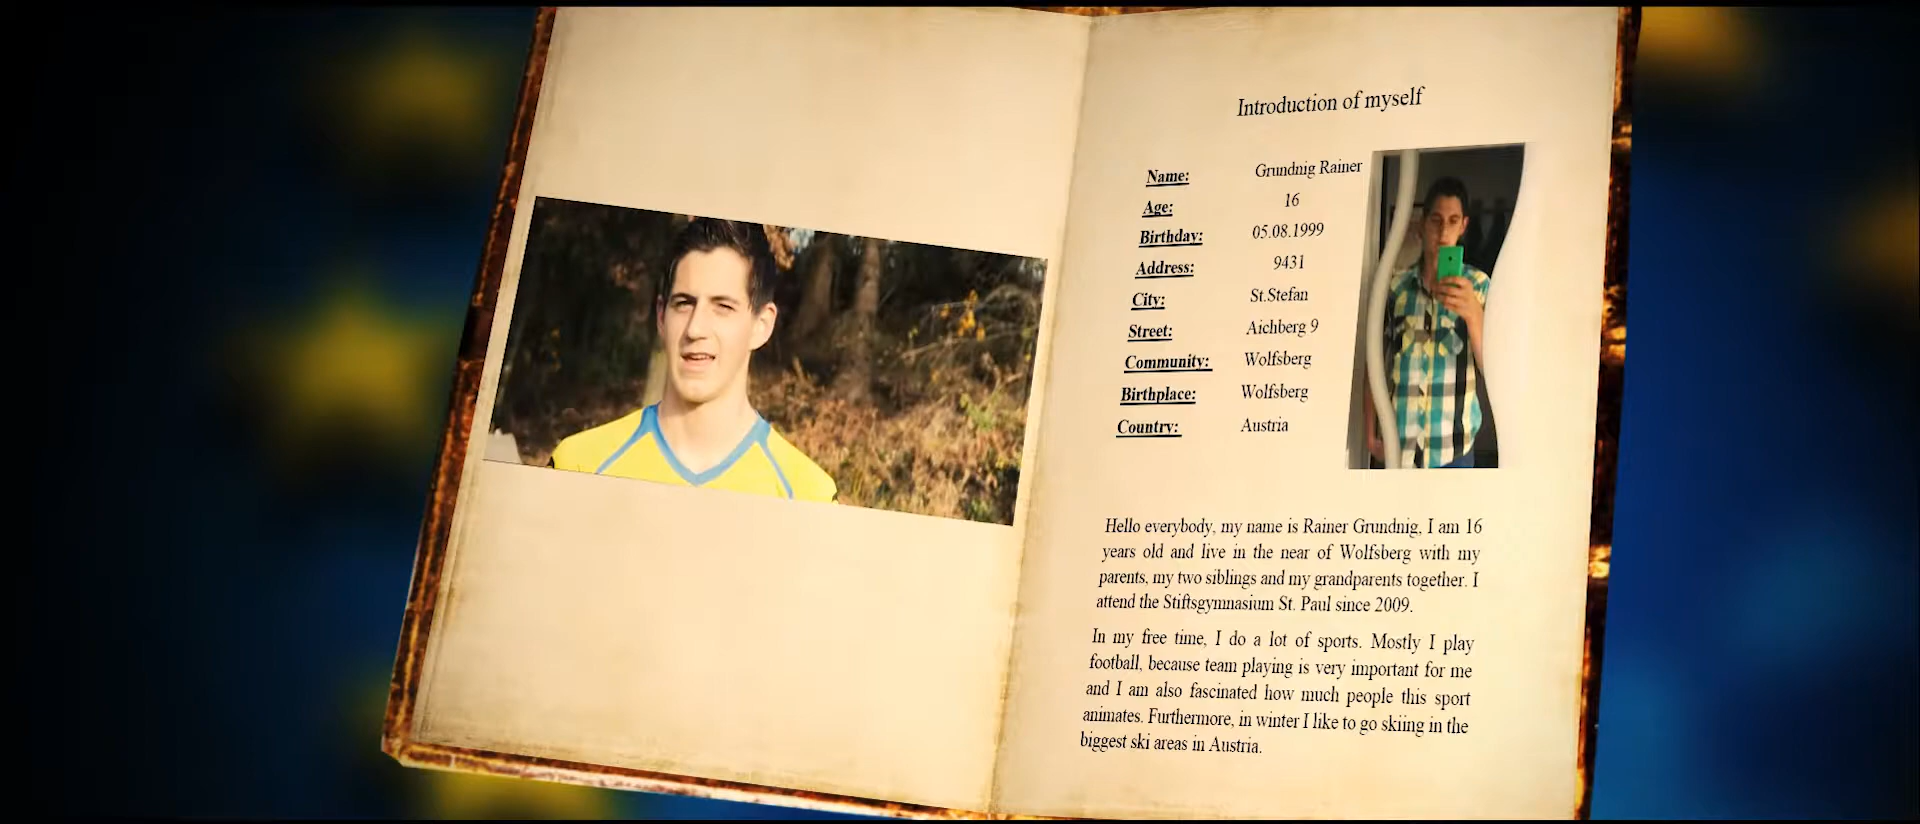 Introduction of myself
Name: Grundnig Rainer
Age: 16
Birthday: 05.08.1999
Address: 9431
City: St.Stefan
Street: Aichberg 9
Community: Wolfsberg
Birthplace: Wolfsberg
Country: Austria
Hello everybody, my name is Rainer Grundnig, I am 16
years old and live in the near of Wolfsberg with my
parents, my two siblings and my grandparents together. I
attend the Stiftsgymnasium St. Paul since 2009.
In my free time, I do a lot of sports. Mostly I play
football, because team playing is very important for me
and I am also fascinated how much people this sport
animates. Furthermore, in winter I like to go skiing in the
biggest ski areas in Austria.